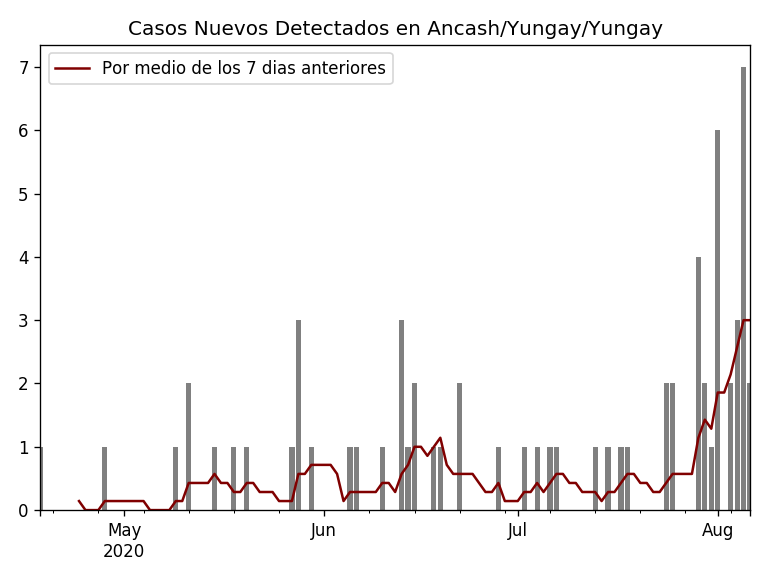 Casos Nuevos Detectados en Ancash/Yungay/Yungay
Por medio de los 7 dias anteriores
7
6
5
4
3
2
1
0
May
2020
Jun
Jul
Aug